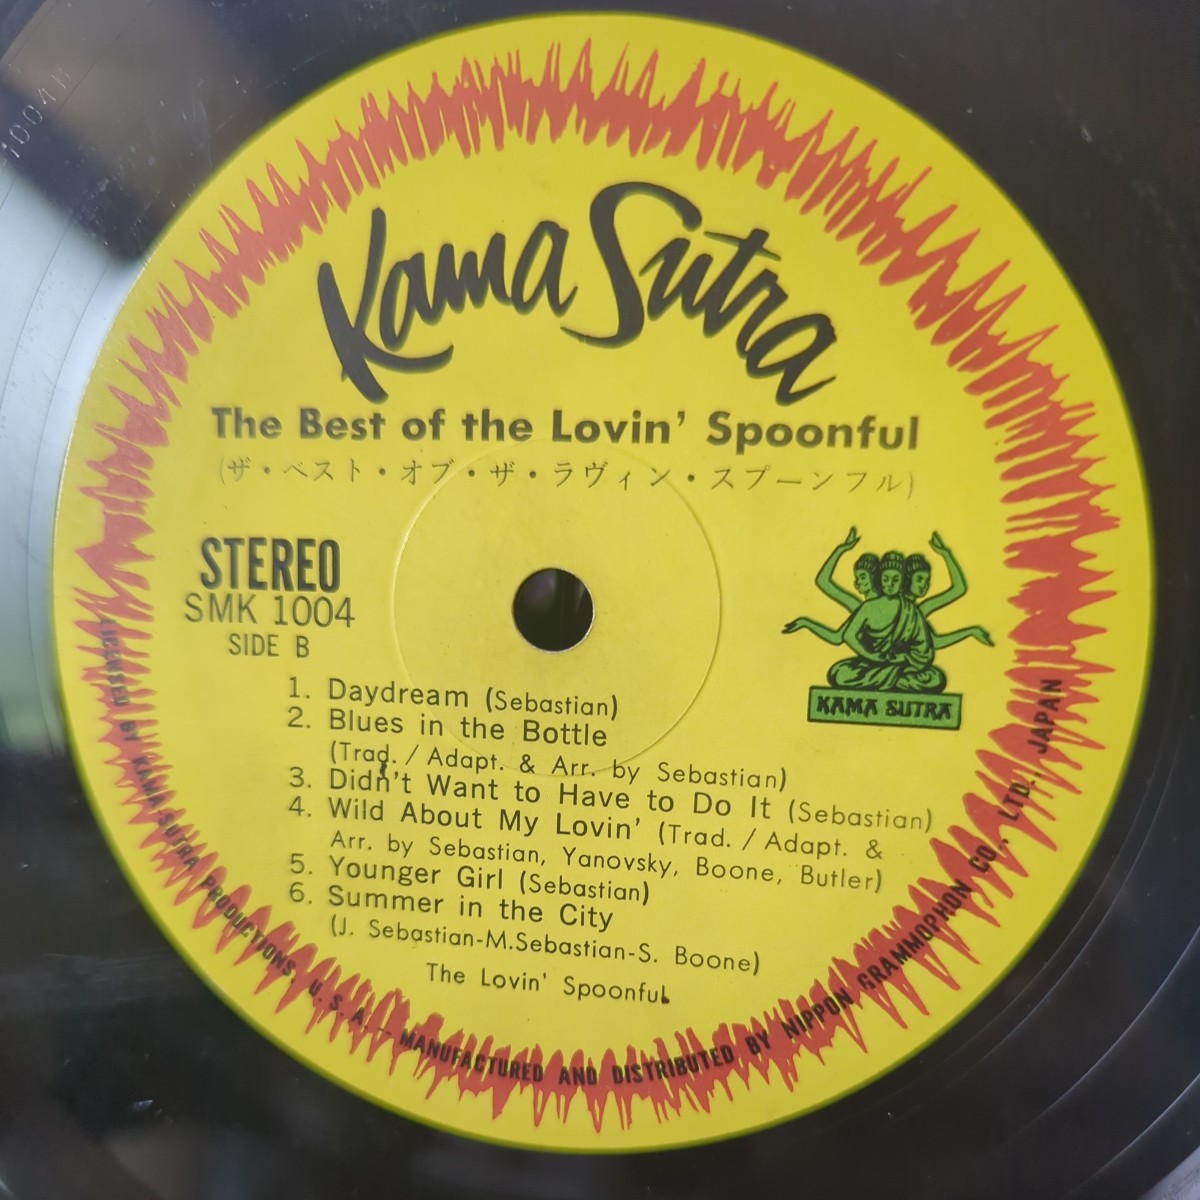 1004B
Kama Sutra
The Best of the Lovin' Spoonful
(ザ・ベスト・オブ・ザ・ラヴィン・スプーンフル)
STEREO
SMK 1004
SIDE B
KAMA SUTRA
1. Daydream (Sebastian)
2. Blues in the Bottle
(Trad. / Adapt. & Arr. by Sebastian)
3. Didn't Want to Have to Do It (Sebastian)
4. Wild About My Lovin' (Trad. / Adapt. &
Arr. by Sebastian, Yanovsky, Boone, Butler)
5. Younger Girl (Sebastian)
6. Summer in the City
(J. Sebastian-M.Sebastian-S. Boone)
The Lovin' Spoonful
LICENSED BY KAMA SUTRA PRODUCTIONS, U. S. A. - MANUFACTURED AND DISTRIBUTED BY NIPPON GRAMMOPHON CO., LTD., JAPAN